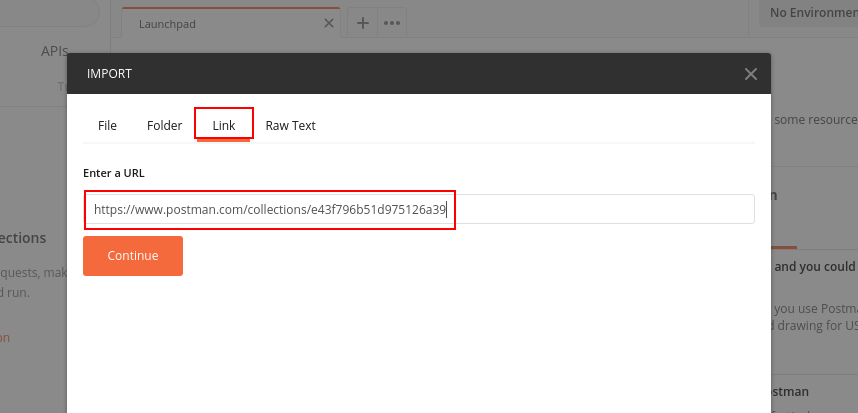 No Environmen
Launchpad
APIs
IMPORT
some resource
File Folder Link Raw Text
Enter a URL
https://www.postman.com/collections/e43f796b51d975126a39
ections
Continue
and you could
quests, mak
d run.
you use Postma
d drawing for US
on
ostman